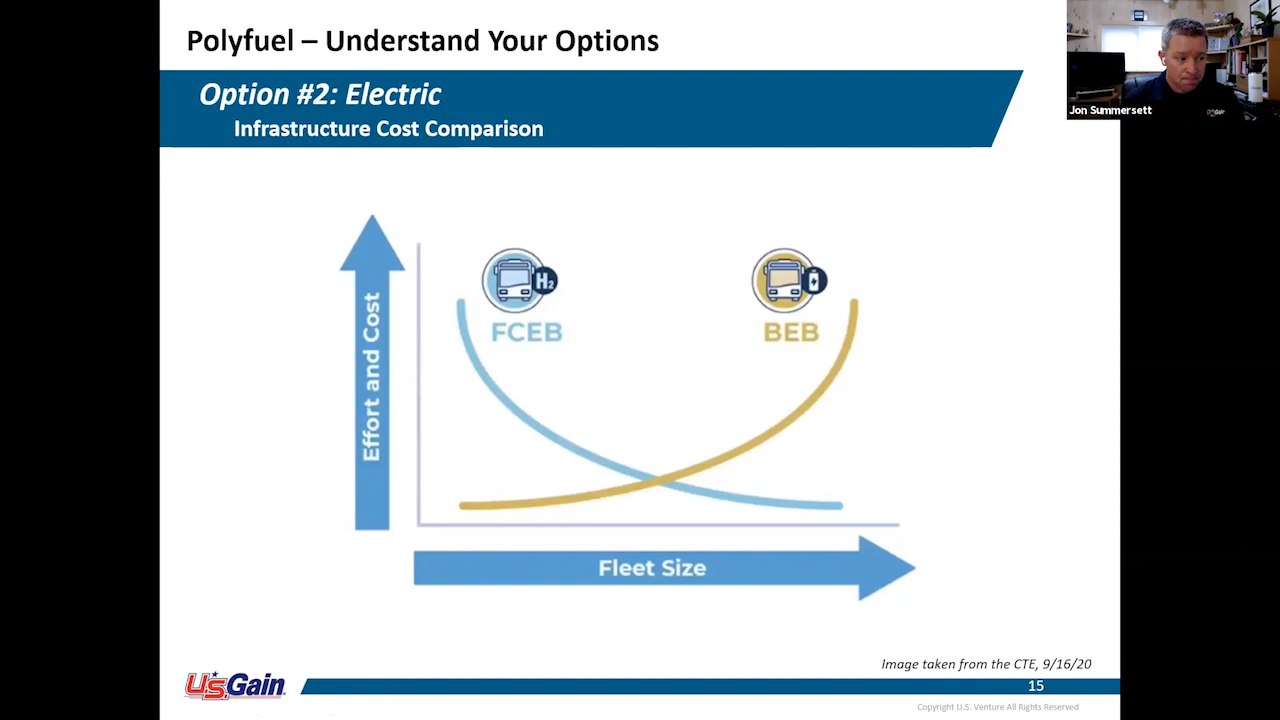 Polyfuel – Understand Your Options
Option #2: Electric
Infrastructure Cost Comparison
Jon Summersett
Effort and Cost
H2
FCEB
BEB
Fleet Size
Image taken from the CTE, 9/16/20
U.S. Gain
15
Copyright U.S. Venture All Rights Reserved